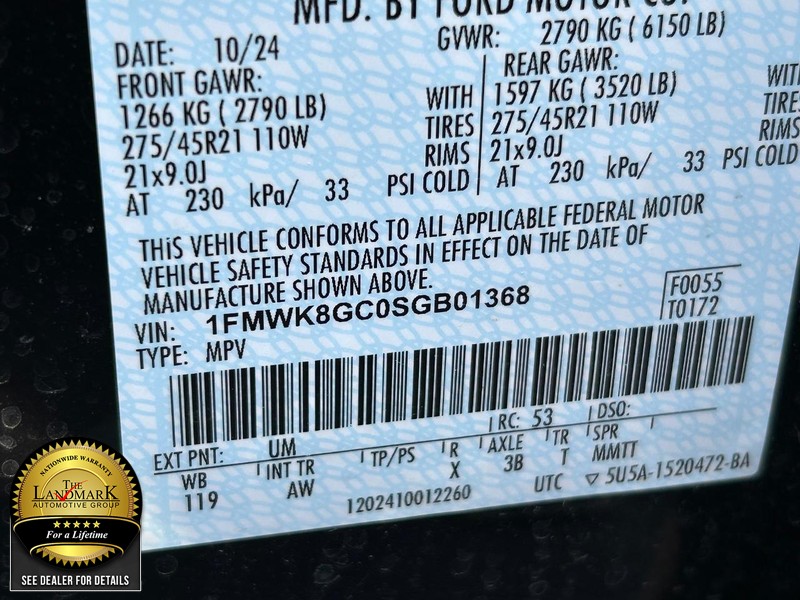 MFD. BY FORD MOTOR CO.
DATE: 10/24 GVWR: 2790 KG ( 6150 LB)
FRONT GAWR: REAR GAWR:
1266 KG ( 2790 LB) WITH 1597 KG ( 3520 LB) WITH
275/45R21 110W TIRES 275/45R21 110W TIRES
21x9.0J RIMS 21x9.0J RIMS
AT 230 kPa/ 33 PSI COLD AT 230 kPa/ 33 PSI COLD
THiS VEHICLE CONFORMS TO ALL APPLICABLE FEDERAL MOTOR
VEHICLE SAFETY STANDARDS IN EFFECT ON THE DATE OF
MANUFACTURE SHOWN ABOVE.
VIN: 1FMWK8GC0SGB01368 F0055
TYPE: MPV T0172
EXT PNT: UM RC: 53 DSO:
WB INT TR TP/PS R AXLE TR SPR
119 AW X 3B T MMTT
1202410012260 UTC ▽ 5U5A-1520472-BA
NATIONWIDE WARRANTY
THE
LANDMARK
AUTOMOTIVE GROUP
For a Lifetime
SEE DEALER FOR DETAILS